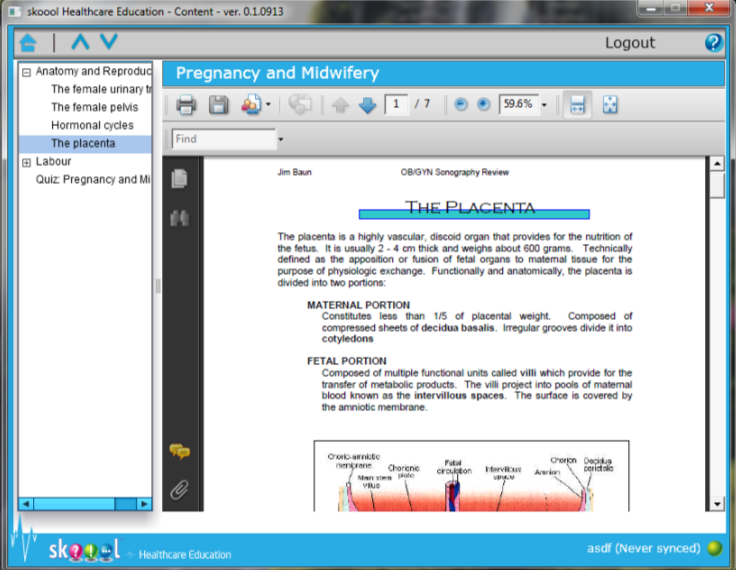 skoool Healthcare Education - Content - ver. 0.1.0913
Logout
Anatomy and Reproduc
The female urinary tr
The female pelvis
Hormonal cycles
The placenta
Labour
Quiz: Pregnancy and Mi
Pregnancy and Midwifery
1 / 7
59.6%
Find
Jim Baun OB/GYN Sonography Review
THE PLACENTA
The placenta is a highly vascular, discoid organ that provides for the nutrition of
the fetus. It is usually 2 - 4 cm thick and weighs about 600 grams. Technically
defined as the apposition or fusion of fetal organs to maternal tissue for the
purpose of physiologic exchange. Functionally and anatomically, the placenta is
divided into two portions:
MATERNAL PORTION
Constitutes less than 1/5 of placental weight. Composed of
compressed sheets of decidua basalis. Irregular grooves divide it into
cotyledons
FETAL PORTION
Composed of multiple functional units called villi which provide for the
transfer of metabolic products. The villi project into pools of maternal
blood known as the intervillous spaces. The surface is covered by
the amniotic membrane.
Chorio-amniotic
membrane
Main stem
villus
Chorionic
plate
Fetal
circulation
Intervillous
space
Amnion
Chorion
Decidua
parietalis
skoool Healthcare Education
asdf (Never synced)